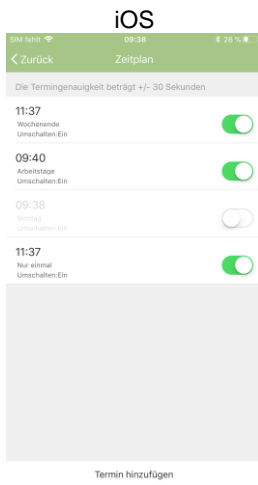 iOS
SIM fehlt 09:38 28 %
Zurück Zeitplan
Die Termingenauigkeit beträgt +/- 30 Sekunden
11:37
Wochenende
Umschalten:Ein
09:40
Arbeitstage
Umschalten:Ein
09:38
Montag
Umschalten:Ein
11:37
Nur einmal
Umschalten:Ein
Termin hinzufügen